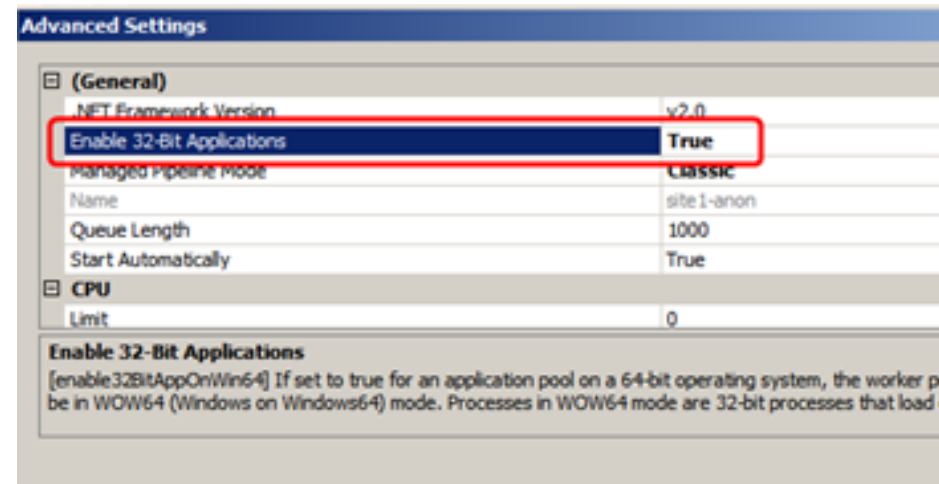 Advanced Settings
(General)
.NET Framework Version v2.0
Enable 32-Bit Applications True
Managed Pipeline Mode Classic
Name site1-anon
Queue Length 1000
Start Automatically True
CPU
Limit 0
Enable 32-Bit Applications
[enable32BitAppOnWin64] If set to true for an application pool on a 64-bit operating system, the worker
be in WOW64 (Windows on Windows64) mode. Processes in WOW64 mode are 32-bit processes that load